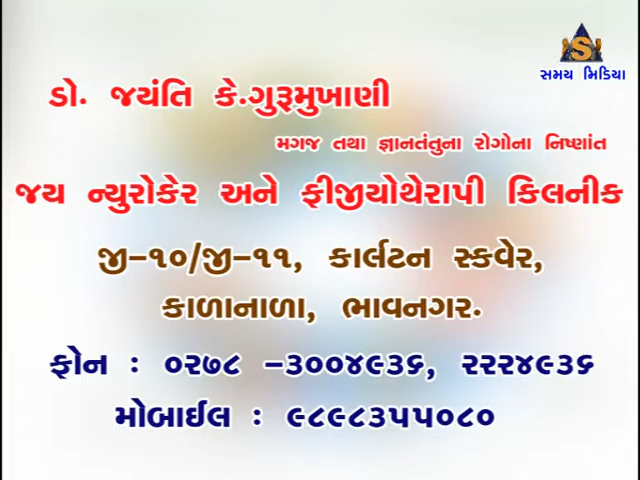 સમય મિડિયા
ડો. જયંતિ કે.ગુરૂમુખાણી
મગજ તથા જ્ઞાનતંતુના રોગોના નિષ્ણાંત
જય ન્યુરોકેર અને ફીજીયોથેરાપી કિલનીક
જી-૧૦/જી-૧૧, કાર્લટન સ્કવેર,
કાળાનાળા, ભાવનગર.
ફોન : ૦૨૭૮ -૩૦૦૪૯૩૬, ૨૨૨૪૯૩૬
મોબાઈલ : ૯૮૯૮૩૫૫૦૮૦